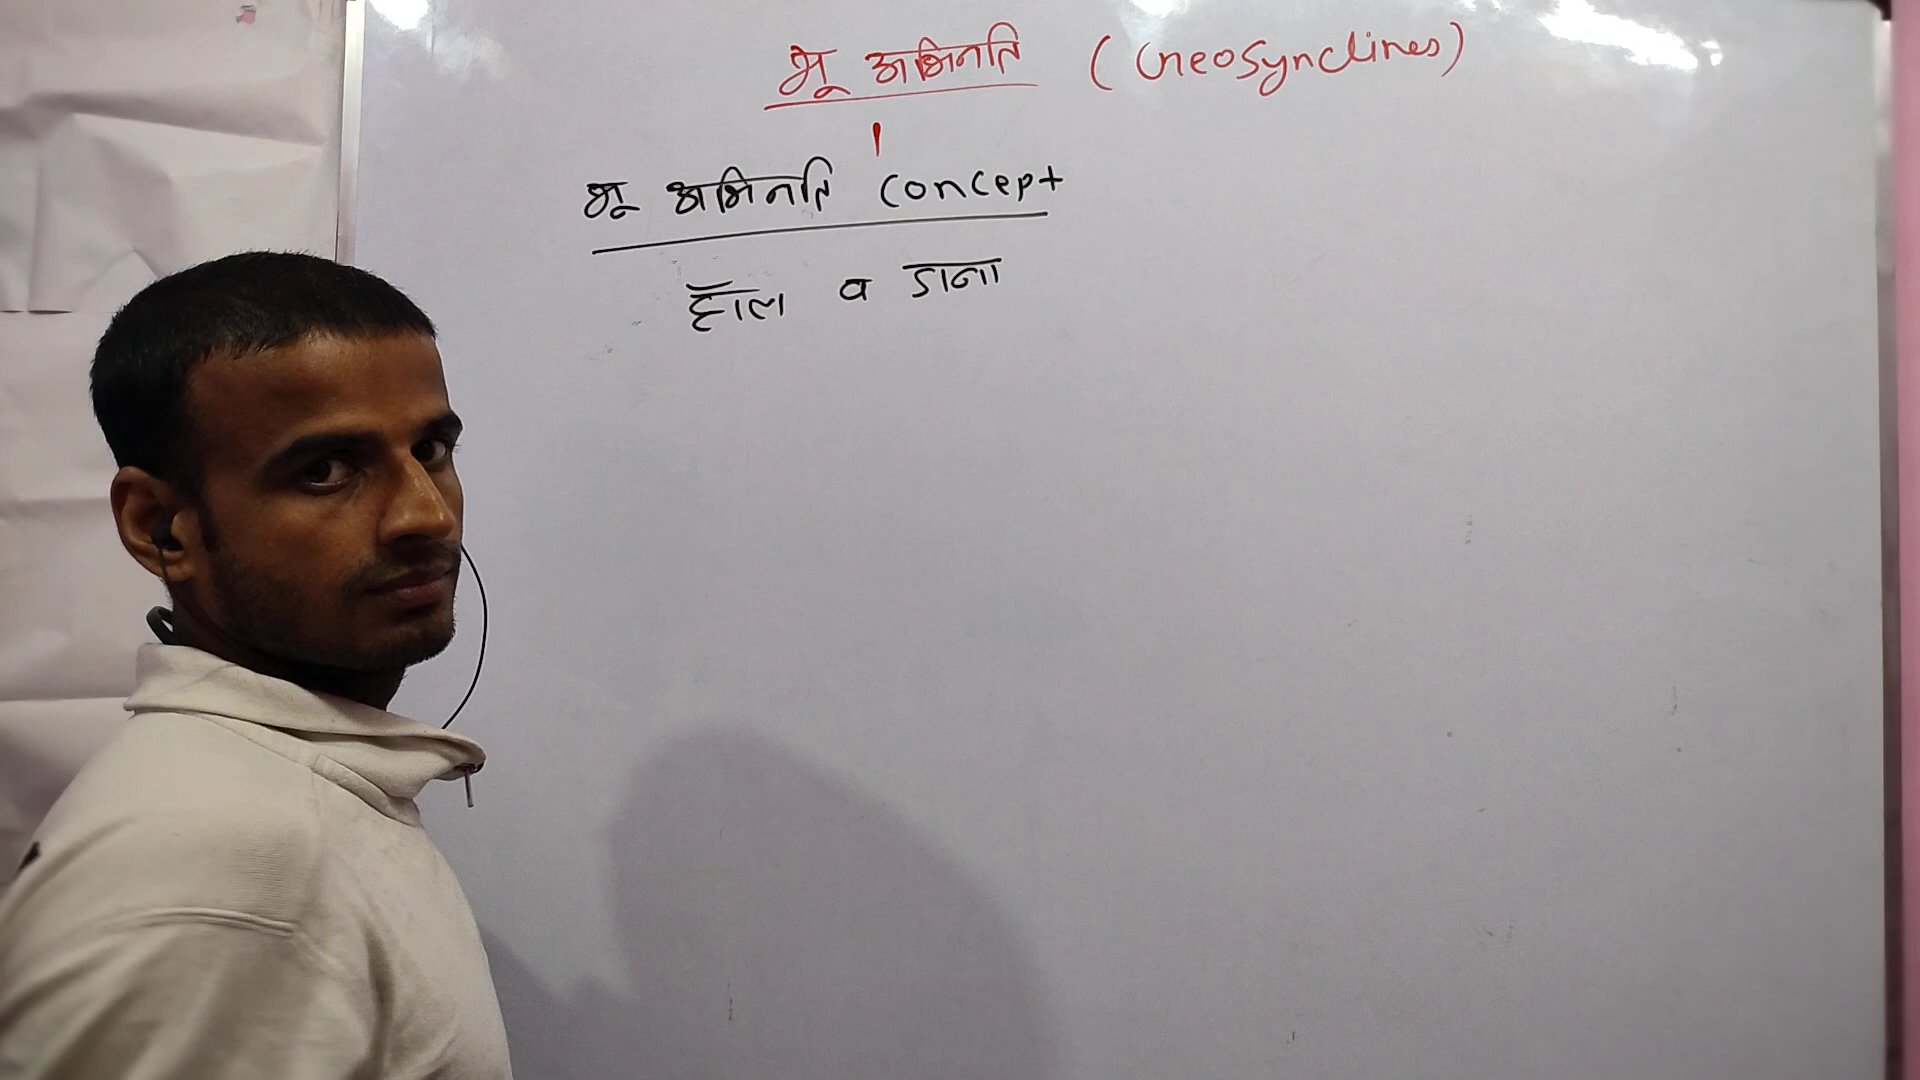 भू अभिनति (Geosynclines)
भू अभिनति concept
हॉल व डाना